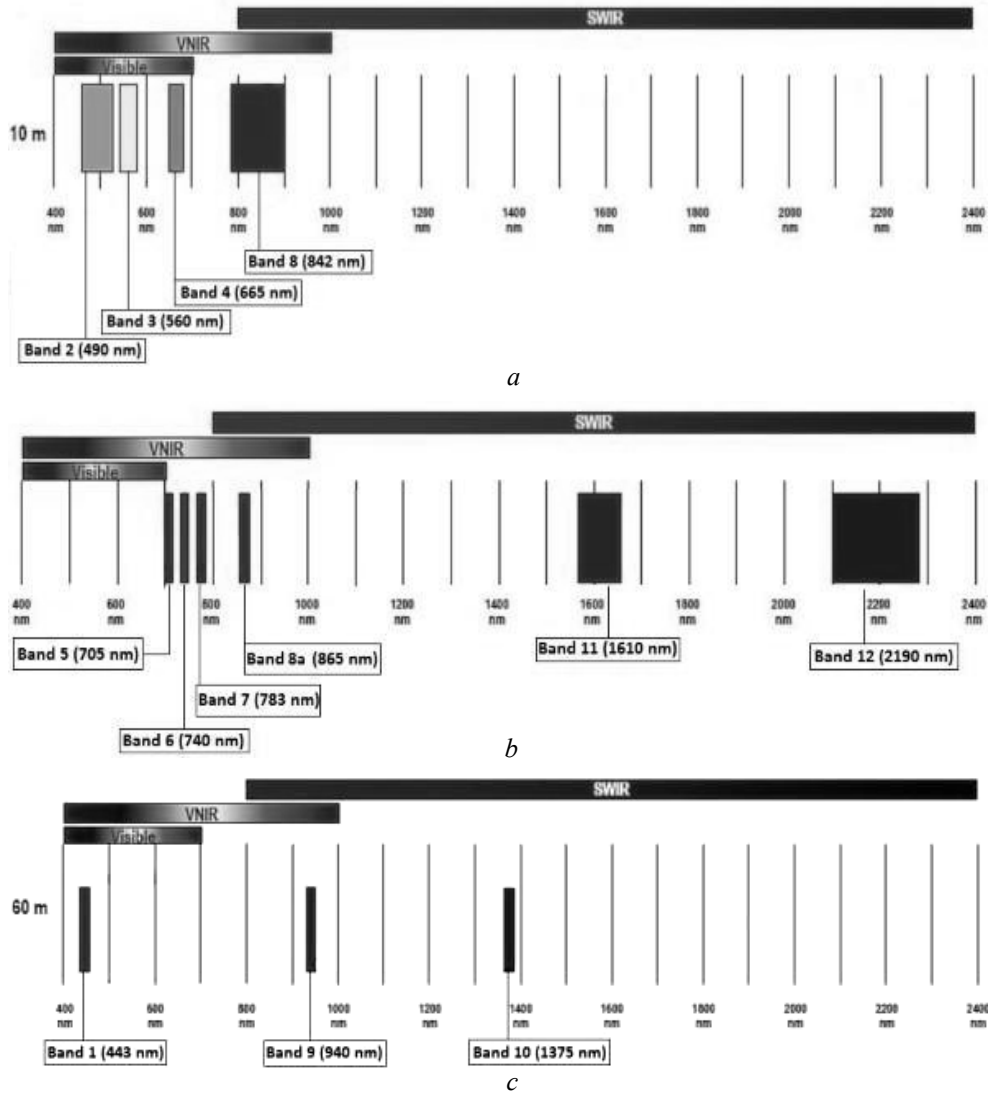 SWIR
VNIR
Visible
10 m
400 nm 600 nm 800 nm 1000 nm 1200 nm 1400 nm 1600 nm 1800 nm 2000 nm 2200 nm 2400 nm
Band 8 (842 nm)
Band 4 (665 nm)
Band 3 (560 nm)
Band 2 (490 nm)
a
SWIR
VNIR
Visible
400 nm 600 nm 800 nm 1000 nm 1200 nm 1400 nm 1600 nm 1800 nm 2000 nm 2200 nm 2400 nm
Band 5 (705 nm)
Band 8a (865 nm)
Band 11 (1610 nm)
Band 12 (2190 nm)
Band 7 (783 nm)
Band 6 (740 nm)
b
SWIR
VNIR
Visible
60 m
400 nm 600 nm 800 nm 1000 nm 1200 nm 1400 nm 1600 nm 1800 nm 2000 nm 2200 nm 2400 nm
Band 1 (443 nm)
Band 9 (940 nm)
Band 10 (1375 nm)
c